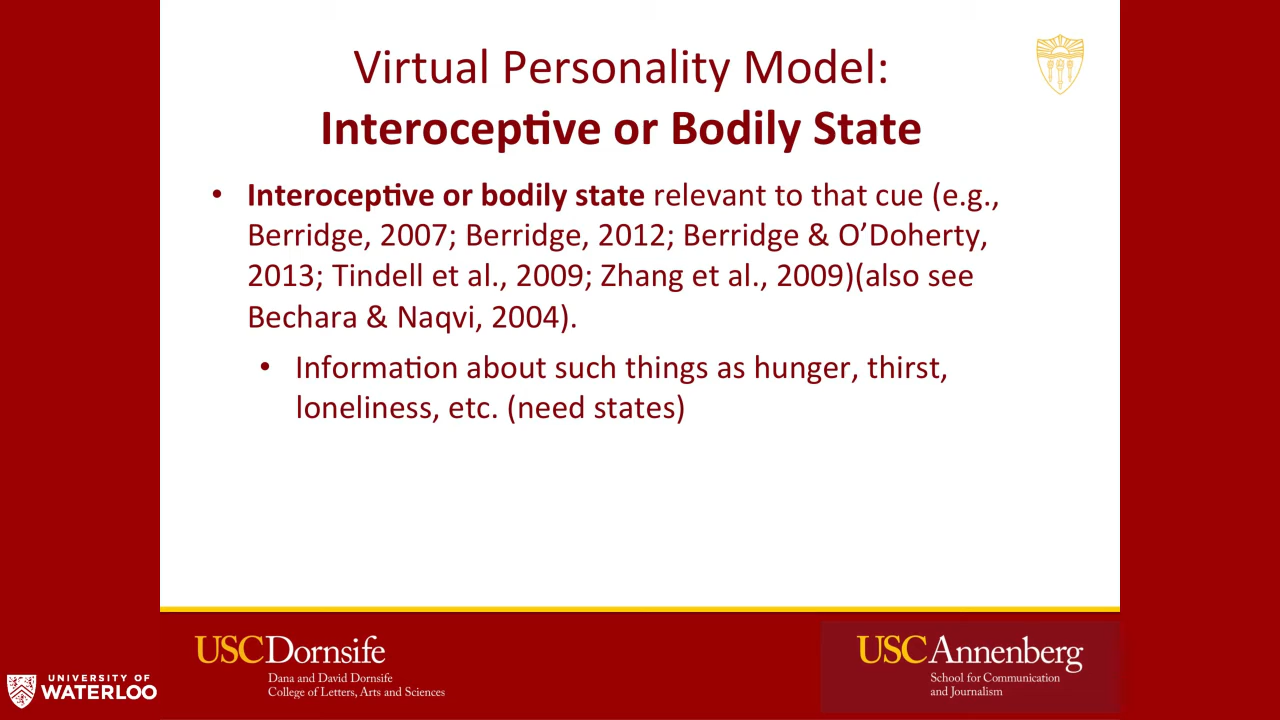 Virtual Personality Model:
Interoceptive or Bodily State
• Interoceptive or bodily state relevant to that cue (e.g.,
Berridge, 2007; Berridge, 2012; Berridge & O’Doherty,
2013; Tindell et al., 2009; Zhang et al., 2009)(also see
Bechara & Naqvi, 2004).
• Information about such things as hunger, thirst,
loneliness, etc. (need states)
USCDornsife
Dana and David Dornsife
College of Letters, Arts and Sciences
USCAnnenberg
School for Communication
and Journalism
UNIVERSITY OF
WATERLOO